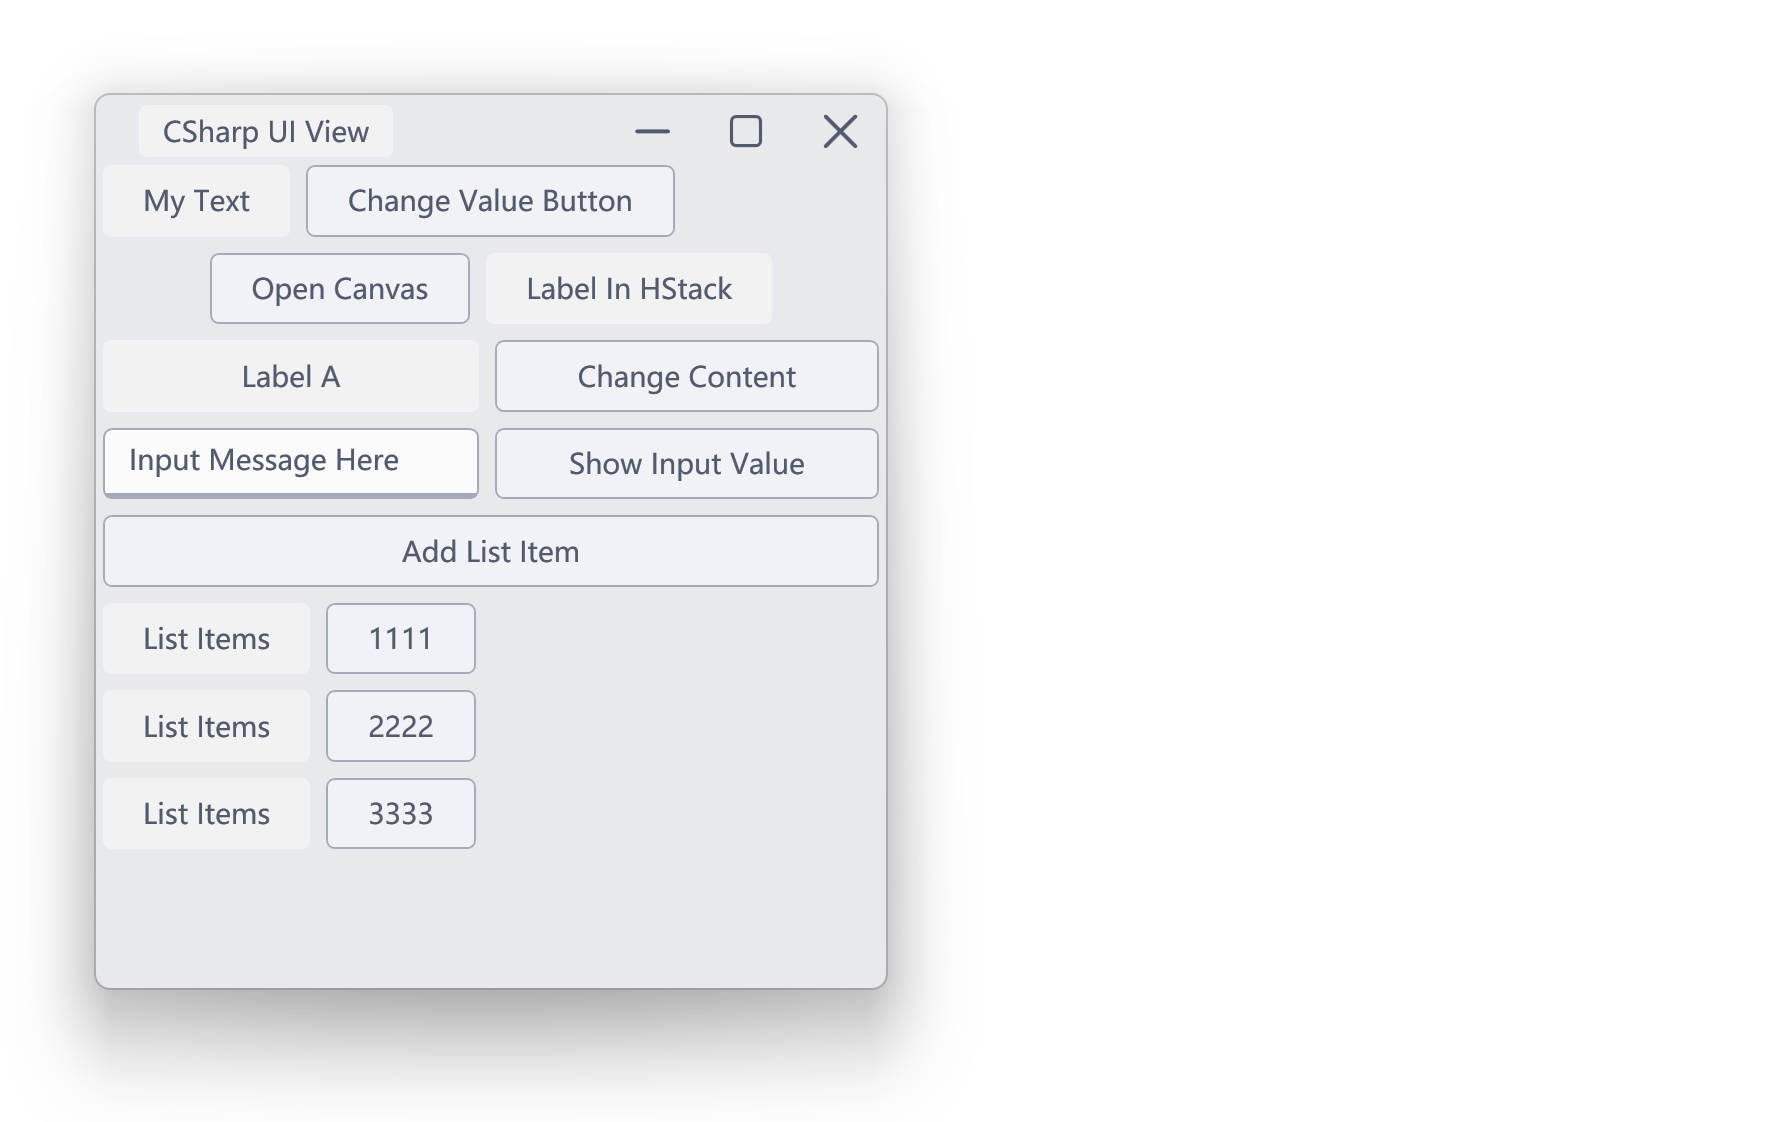 CSharp UI View
My Text Change Value Button
Open Canvas Label In HStack
Label A Change Content
Input Message Here Show Input Value
Add List Item
List Items 1111
List Items 2222
List Items 3333